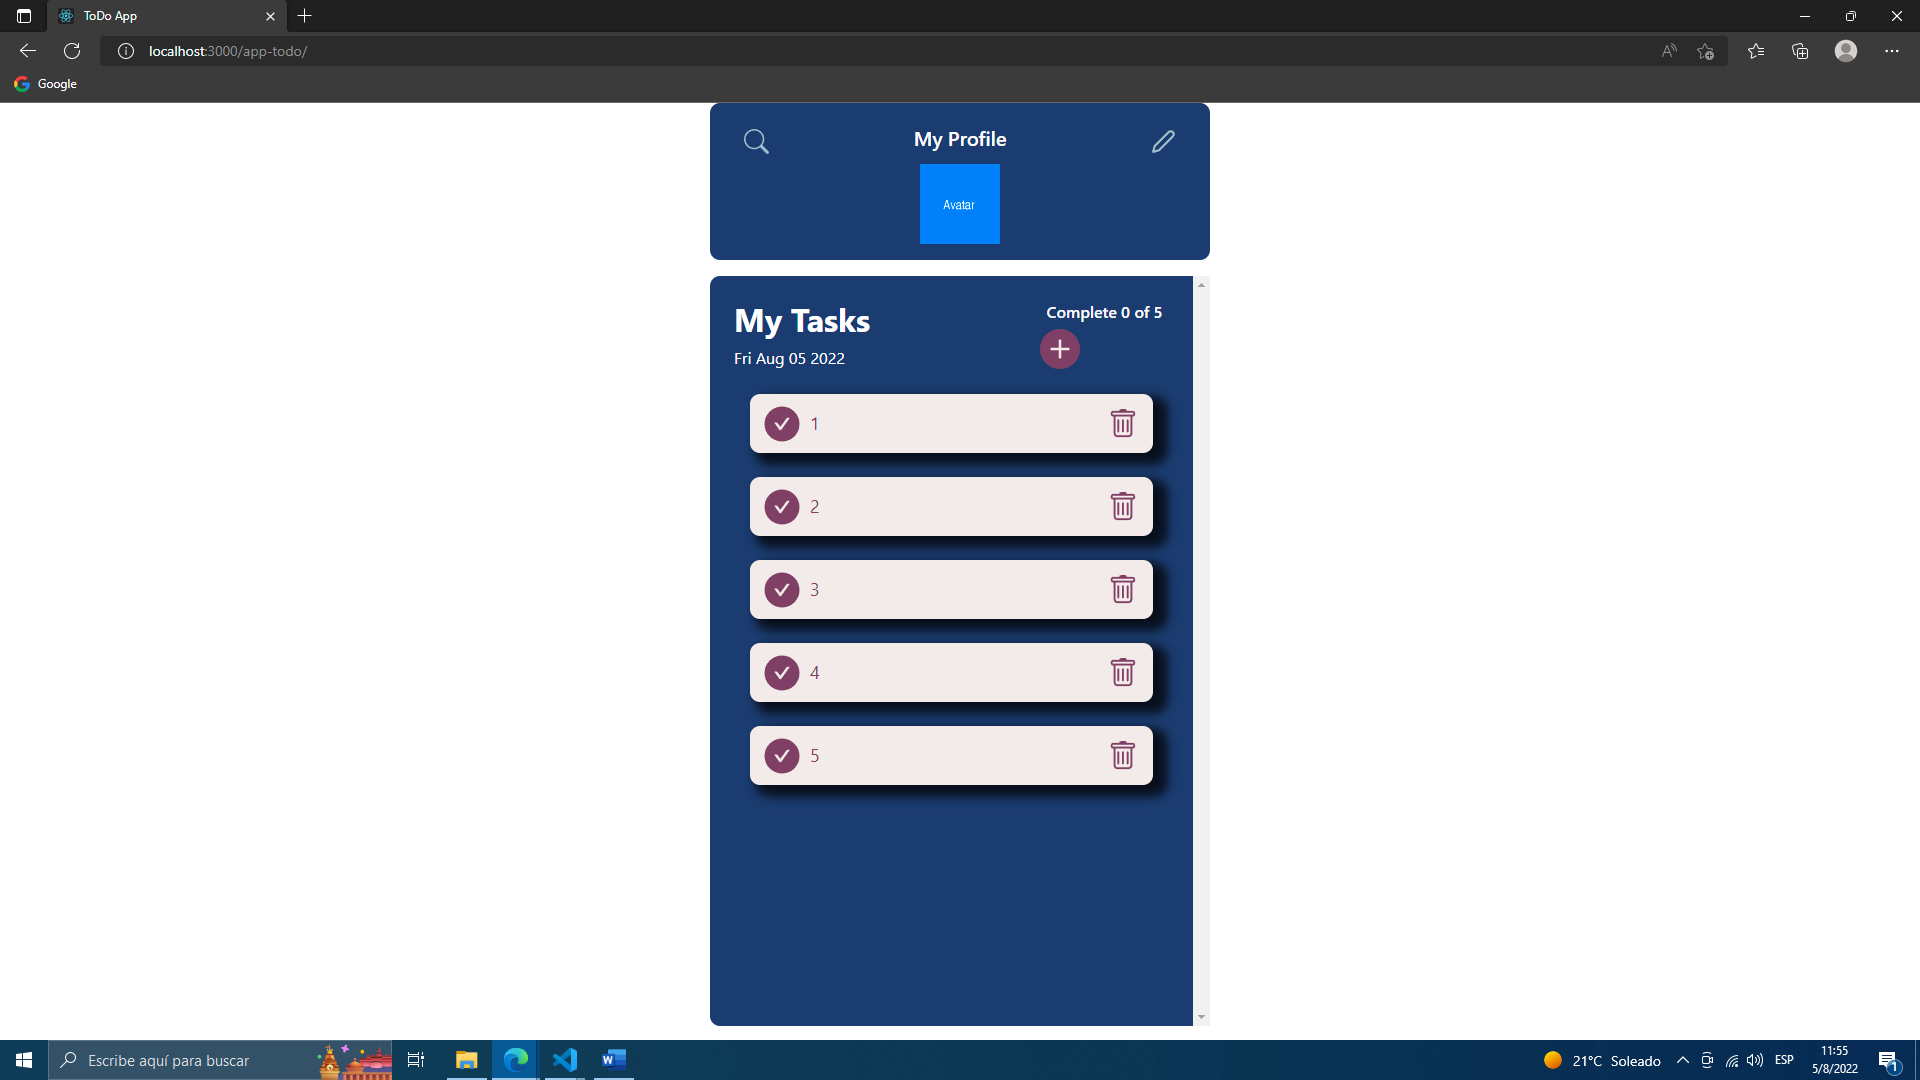 ToDo App
localhost:3000/app-todo/
Google
My Profile
Avatar
My Tasks
Complete 0 of 5
Fri Aug 05 2022
1
2
3
4
5
Escribe aquí para buscar
21°C Soleado
ESP
11:55
5/8/2022
1